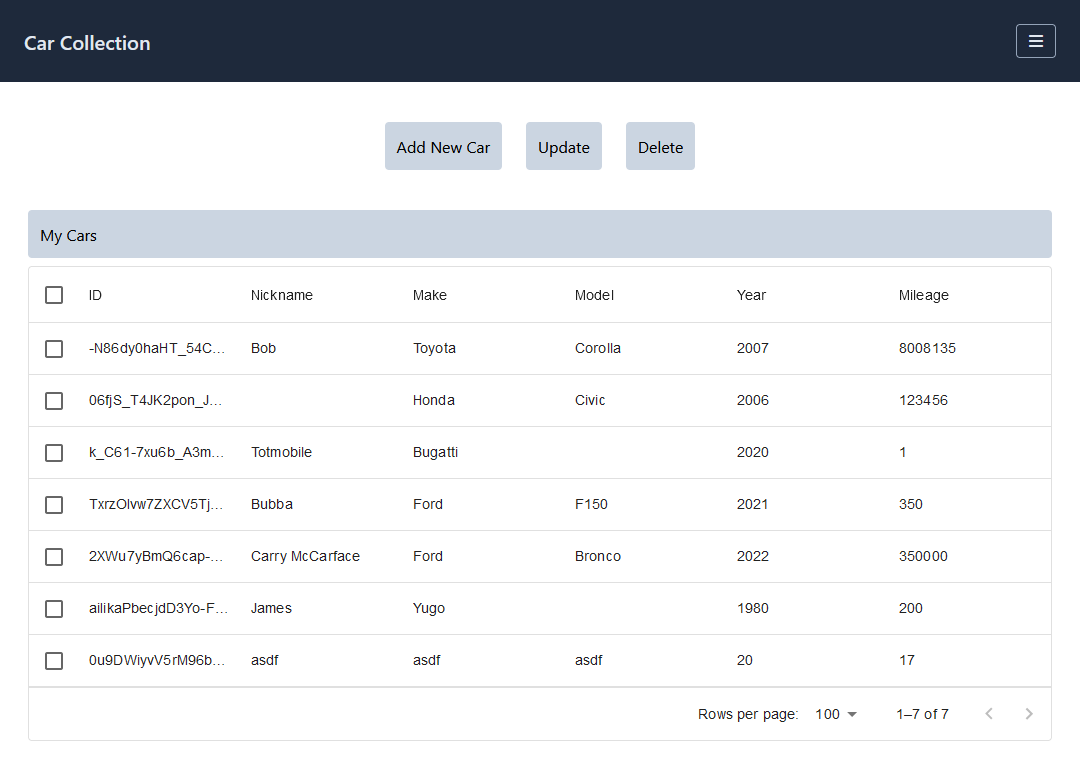 Car Collection
Add New Car Update Delete
My Cars
ID Nickname Make Model Year Mileage
-N86dy0haHT_54C... Bob Toyota Corolla 2007 8008135
06fjS_T4JK2pon_J... Honda Civic 2006 123456
k_C61-7xu6b_A3m... Totmobile Bugatti 2020 1
TxrzOlvw7ZXCV5Tj... Bubba Ford F150 2021 350
2XWu7yBmQ6cap-... Carry McCarface Ford Bronco 2022 350000
ailikaPbecjdD3Yo-F... James Yugo 1980 200
0u9DWiyvV5rM96b... asdf asdf asdf 20 17
Rows per page: 100 1–7 of 7